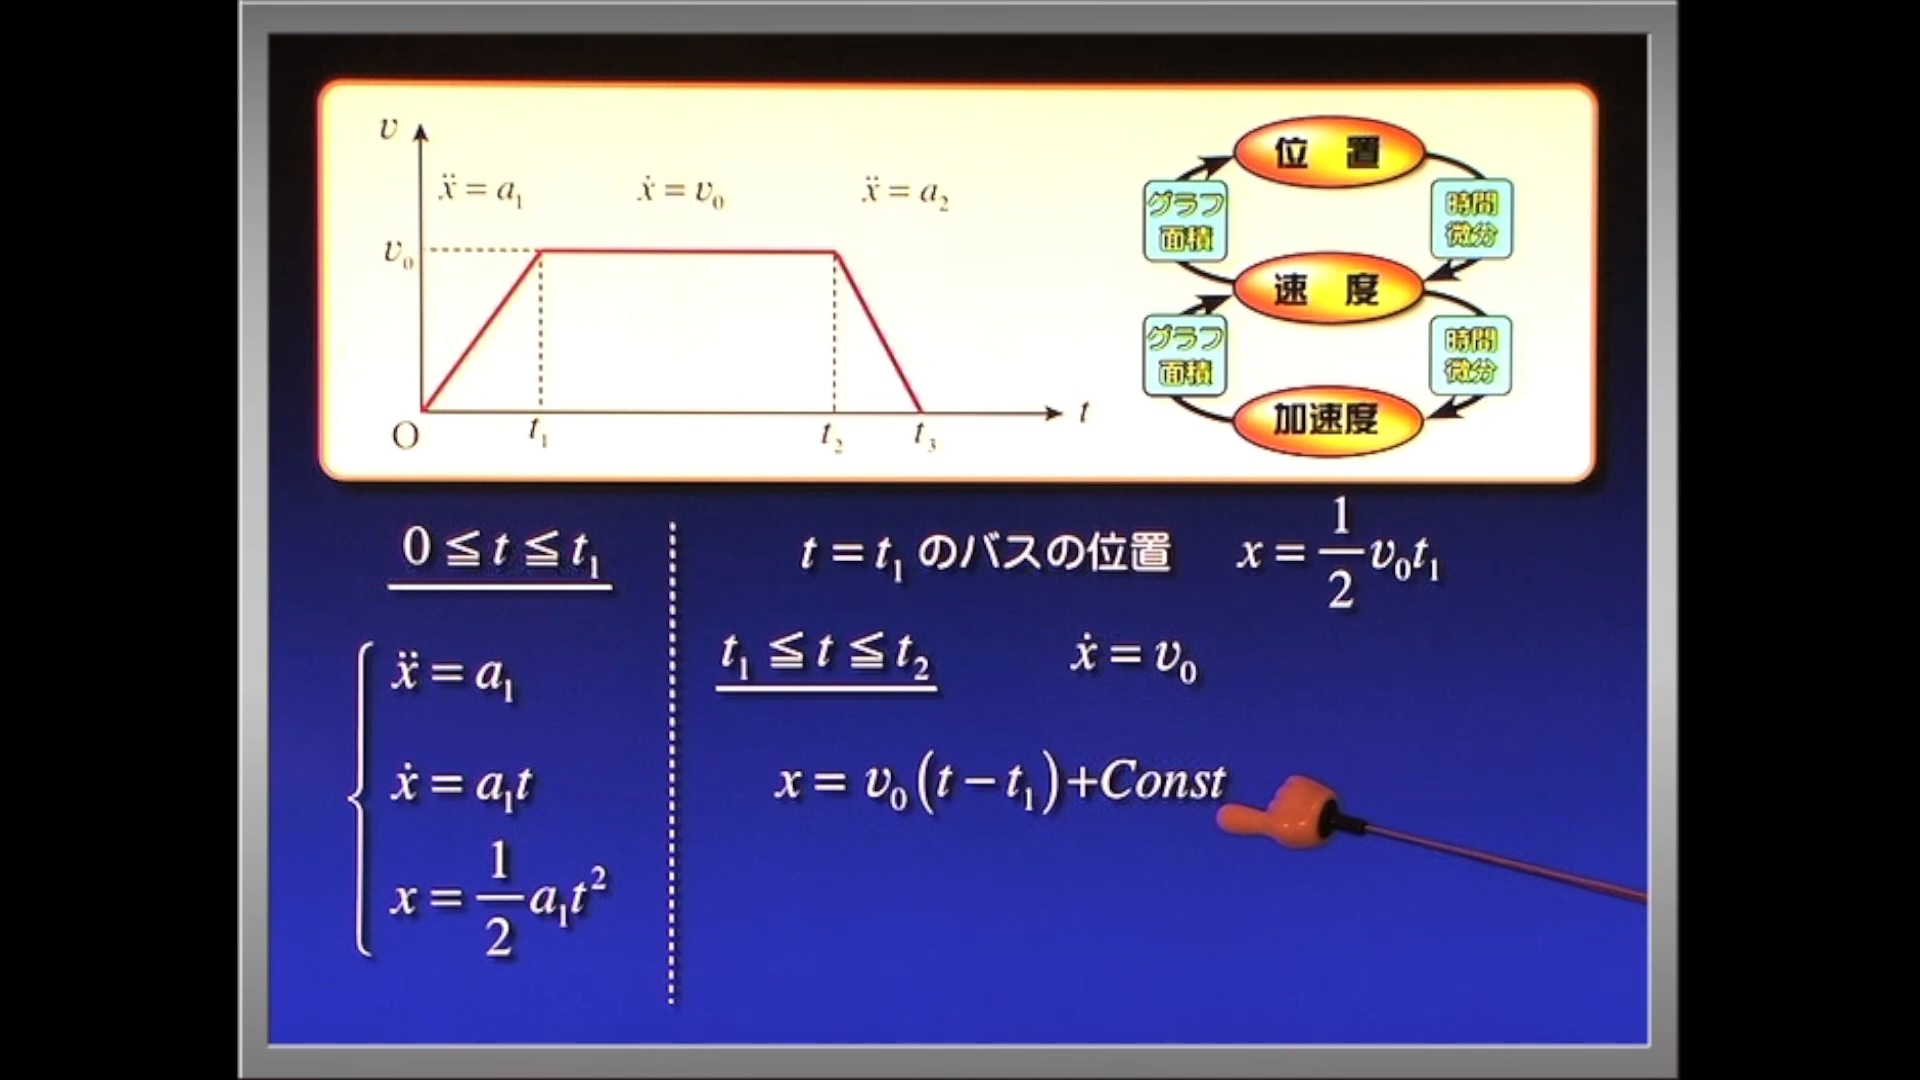 v
ẍ = a₁
ẋ = v₀
ẍ = a₂
v₀
O
t₁
t₂
t₃
t
位 置
グラフ
面積
時間
微分
速 度
グラフ
面積
時間
微分
加速度
0 ≦ t ≦ t₁
ẍ = a₁
ẋ = a₁t
x = 1/2 a₁t²
t = t₁ のバスの位置 x = 1/2 v₀t₁
t₁ ≦ t ≦ t₂ ẋ = v₀
x = v₀(t − t₁)+Const